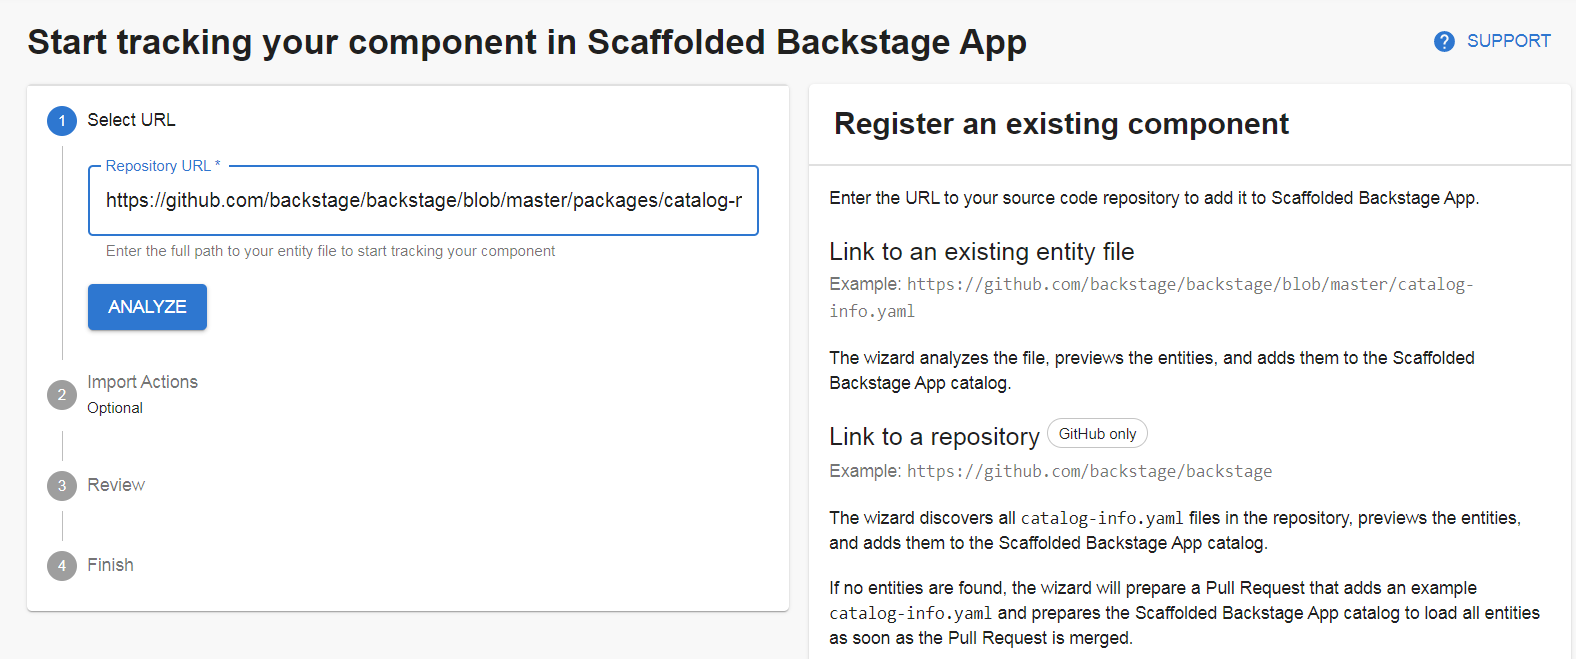 Start tracking your component in Scaffolded Backstage App
? SUPPORT
1 Select URL
Repository URL *
https://github.com/backstage/backstage/blob/master/packages/catalog-r
Enter the full path to your entity file to start tracking your component
ANALYZE
2 Import Actions
Optional
3 Review
4 Finish
Register an existing component
Enter the URL to your source code repository to add it to Scaffolded Backstage App.
Link to an existing entity file
Example: https://github.com/backstage/backstage/blob/master/catalog-
info.yaml
The wizard analyzes the file, previews the entities, and adds them to the Scaffolded
Backstage App catalog.
Link to a repository GitHub only
Example: https://github.com/backstage/backstage
The wizard discovers all catalog-info.yaml files in the repository, previews the entities,
and adds them to the Scaffolded Backstage App catalog.
If no entities are found, the wizard will prepare a Pull Request that adds an example
catalog-info.yaml and prepares the Scaffolded Backstage App catalog to load all entities
as soon as the Pull Request is merged.